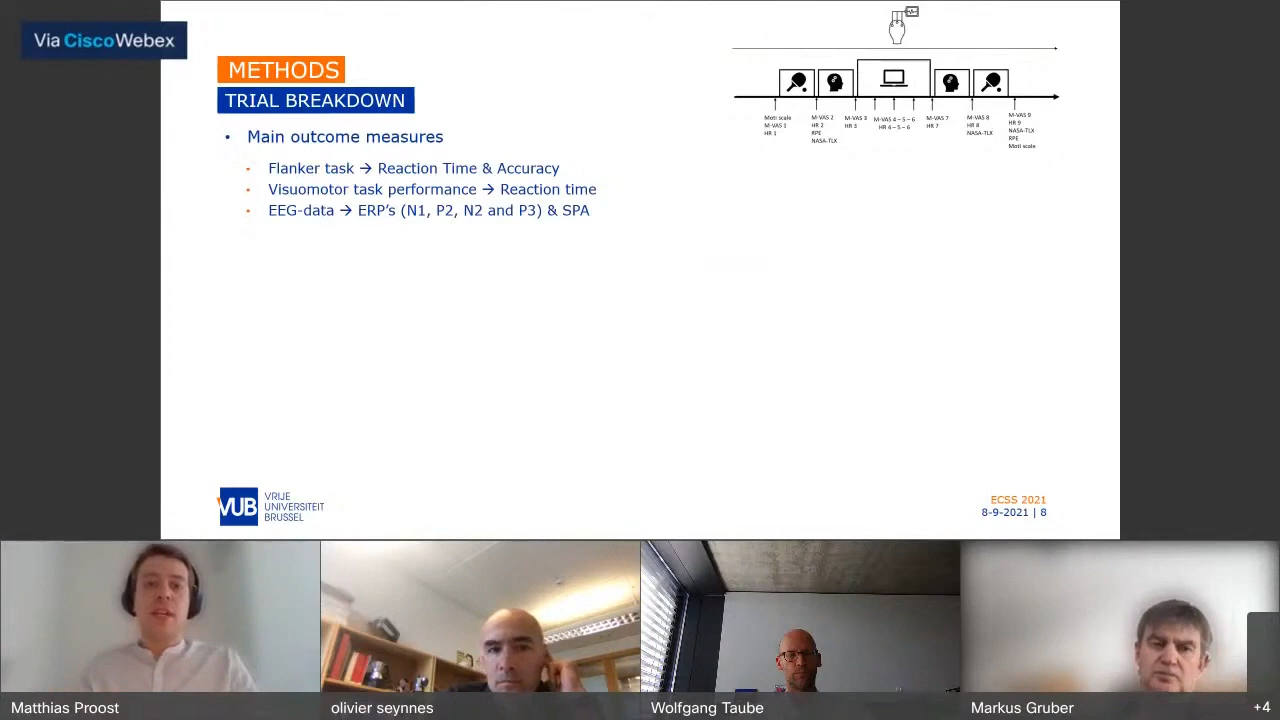 Via Cisco Webex
METHODS
TRIAL BREAKDOWN
• Main outcome measures
- Flanker task → Reaction Time & Accuracy
- Visuomotor task performance → Reaction time
- EEG-data → ERP's (N1, P2, N2 and P3) & SPA
Moti scale
M-VAS 1
HR 1
M-VAS 2
HR 2
RPE
NASA-TLX
M-VAS 3
HR 3
M-VAS 4 – 5 – 6
HR 4 – 5 – 6
M-VAS 7
HR 7
M-VAS 8
HR 8
NASA-TLX
M-VAS 9
HR 9
NASA-TLX
RPE
Moti scale
VUB
VRIJE
UNIVERSITEIT
BRUSSEL
ECSS 2021
8-9-2021 | 8
Matthias Proost
olivier seynnes
Wolfgang Taube
Markus Gruber
+4